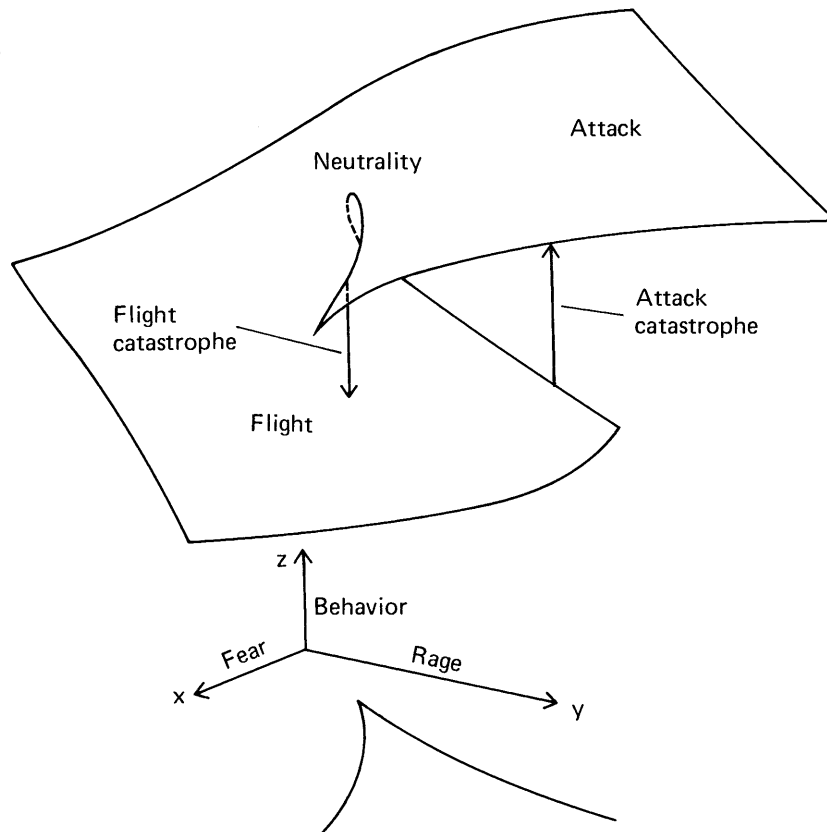 Attack
Neutrality
Flight
catastrophe
Attack
catastrophe
Flight
z
Behavior
Fear
Rage
x
y